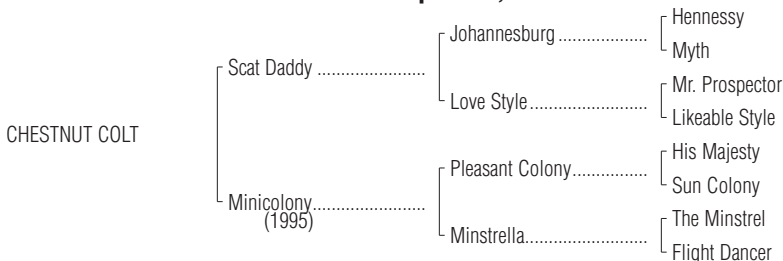 Hennessy
Johannesburg ...................
Myth
Scat Daddy .......................
Mr. Prospector
Love Style.........................
Likeable Style
CHESTNUT COLT
His Majesty
Pleasant Colony................
Sun Colony
Minicolony........................
(1995)
The Minstrel
Minstrella..........................
Flight Dancer